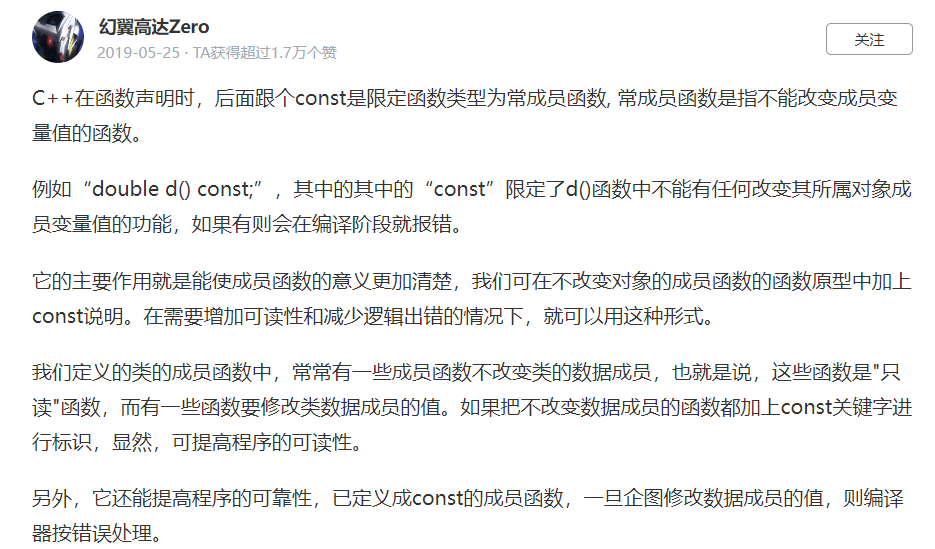 幻翼高达Zero
2019-05-25 · TA获得超过1.7万个赞
关注
C++在函数声明时，后面跟个const是限定函数类型为常成员函数, 常成员函数是指不能改变成员变
量值的函数。
例如“double d() const;”，其中的其中的“const”限定了d()函数中不能有任何改变其所属对象成
员变量值的功能，如果有则会在编译阶段就报错。
它的主要作用就是能使成员函数的意义更加清楚，我们可在不改变对象的成员函数的函数原型中加上
const说明。在需要增加可读性和减少逻辑出错的情况下，就可以用这种形式。
我们定义的类的成员函数中，常常有一些成员函数不改变类的数据成员，也就是说，这些函数是"只
读"函数，而有一些函数要修改类数据成员的值。如果把不改变数据成员的函数都加上const关键字进
行标识，显然，可提高程序的可读性。
另外，它还能提高程序的可靠性，已定义成const的成员函数，一旦企图修改数据成员的值，则编译
器按错误处理。